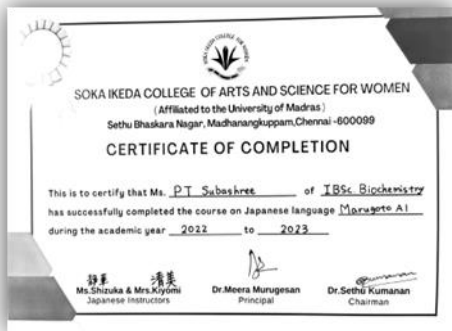 SOKA IKEDA COLLEGE OF ARTS AND SCIENCE FOR WOMEN
(Affiliated to the University of Madras)
Sethu Bhaskara Nagar, Madhanangkuppam,Chennai -600099
CERTIFICATE OF COMPLETION
This is to certify that Ms. PT Subashree of IBSc. Biochemistry
has successfully completed the course on Japanese language Marugoto A1
during the academic year 2022 to 2023
清美
Ms.Shizuka & Mrs.Kiyomi Dr.Meera Murugesan Dr.Sethu Kumanan
Japanese Instructors Principal Chairman